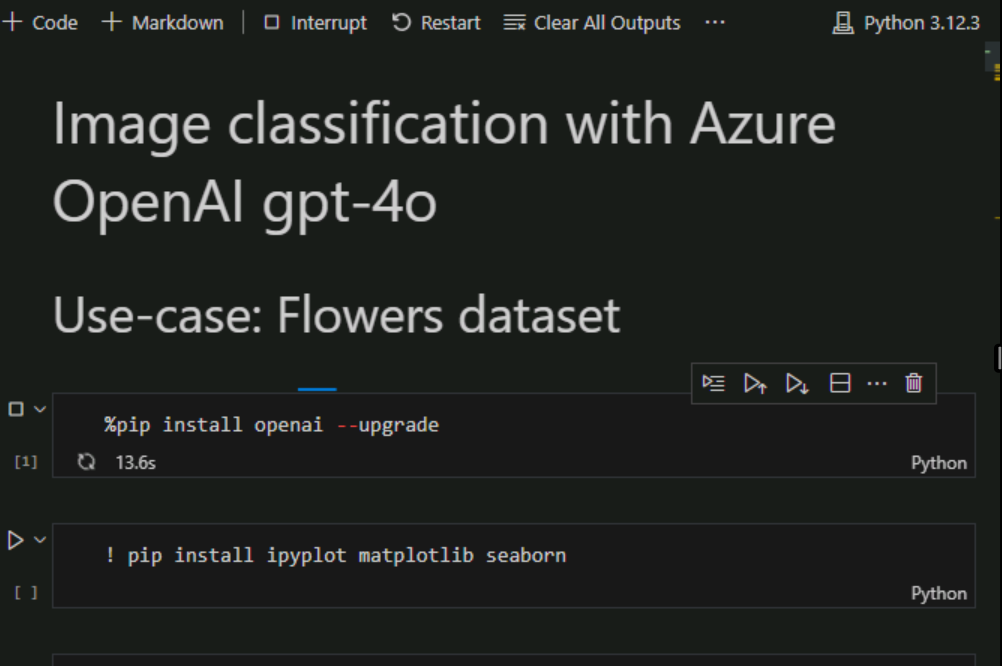 + Code + Markdown Interrupt Restart Clear All Outputs ... Python 3.12.3
Image classification with Azure
OpenAI gpt-4o
Use-case: Flowers dataset
%pip install openai --upgrade
[1] 13.6s Python
! pip install ipyplot matplotlib seaborn
[ ] Python